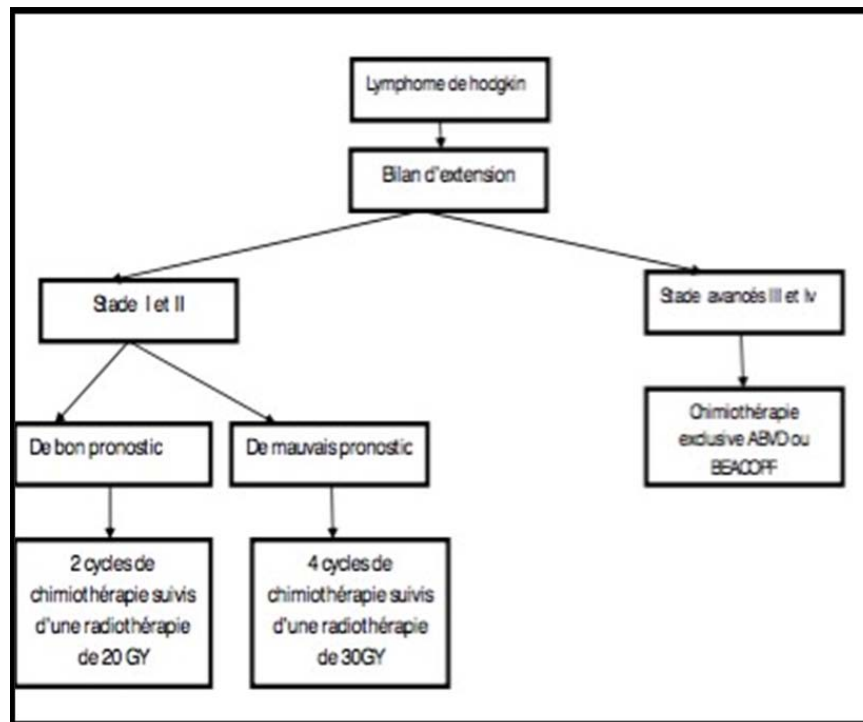 Lymphome de hodgkin
Bilan d'extension
Stade I et II
Stade avancés III et Iv
De bon pronostic
De mauvais pronostic
Chimiothérapie
exclusive ABVD ou
BEACOPP
2 cycles de
chimiothérapie suivis
d'une radiothérapie
de 20 GY
4 cycles de
chimiothérapie suivis
d'une radiothérapie
de 30GY